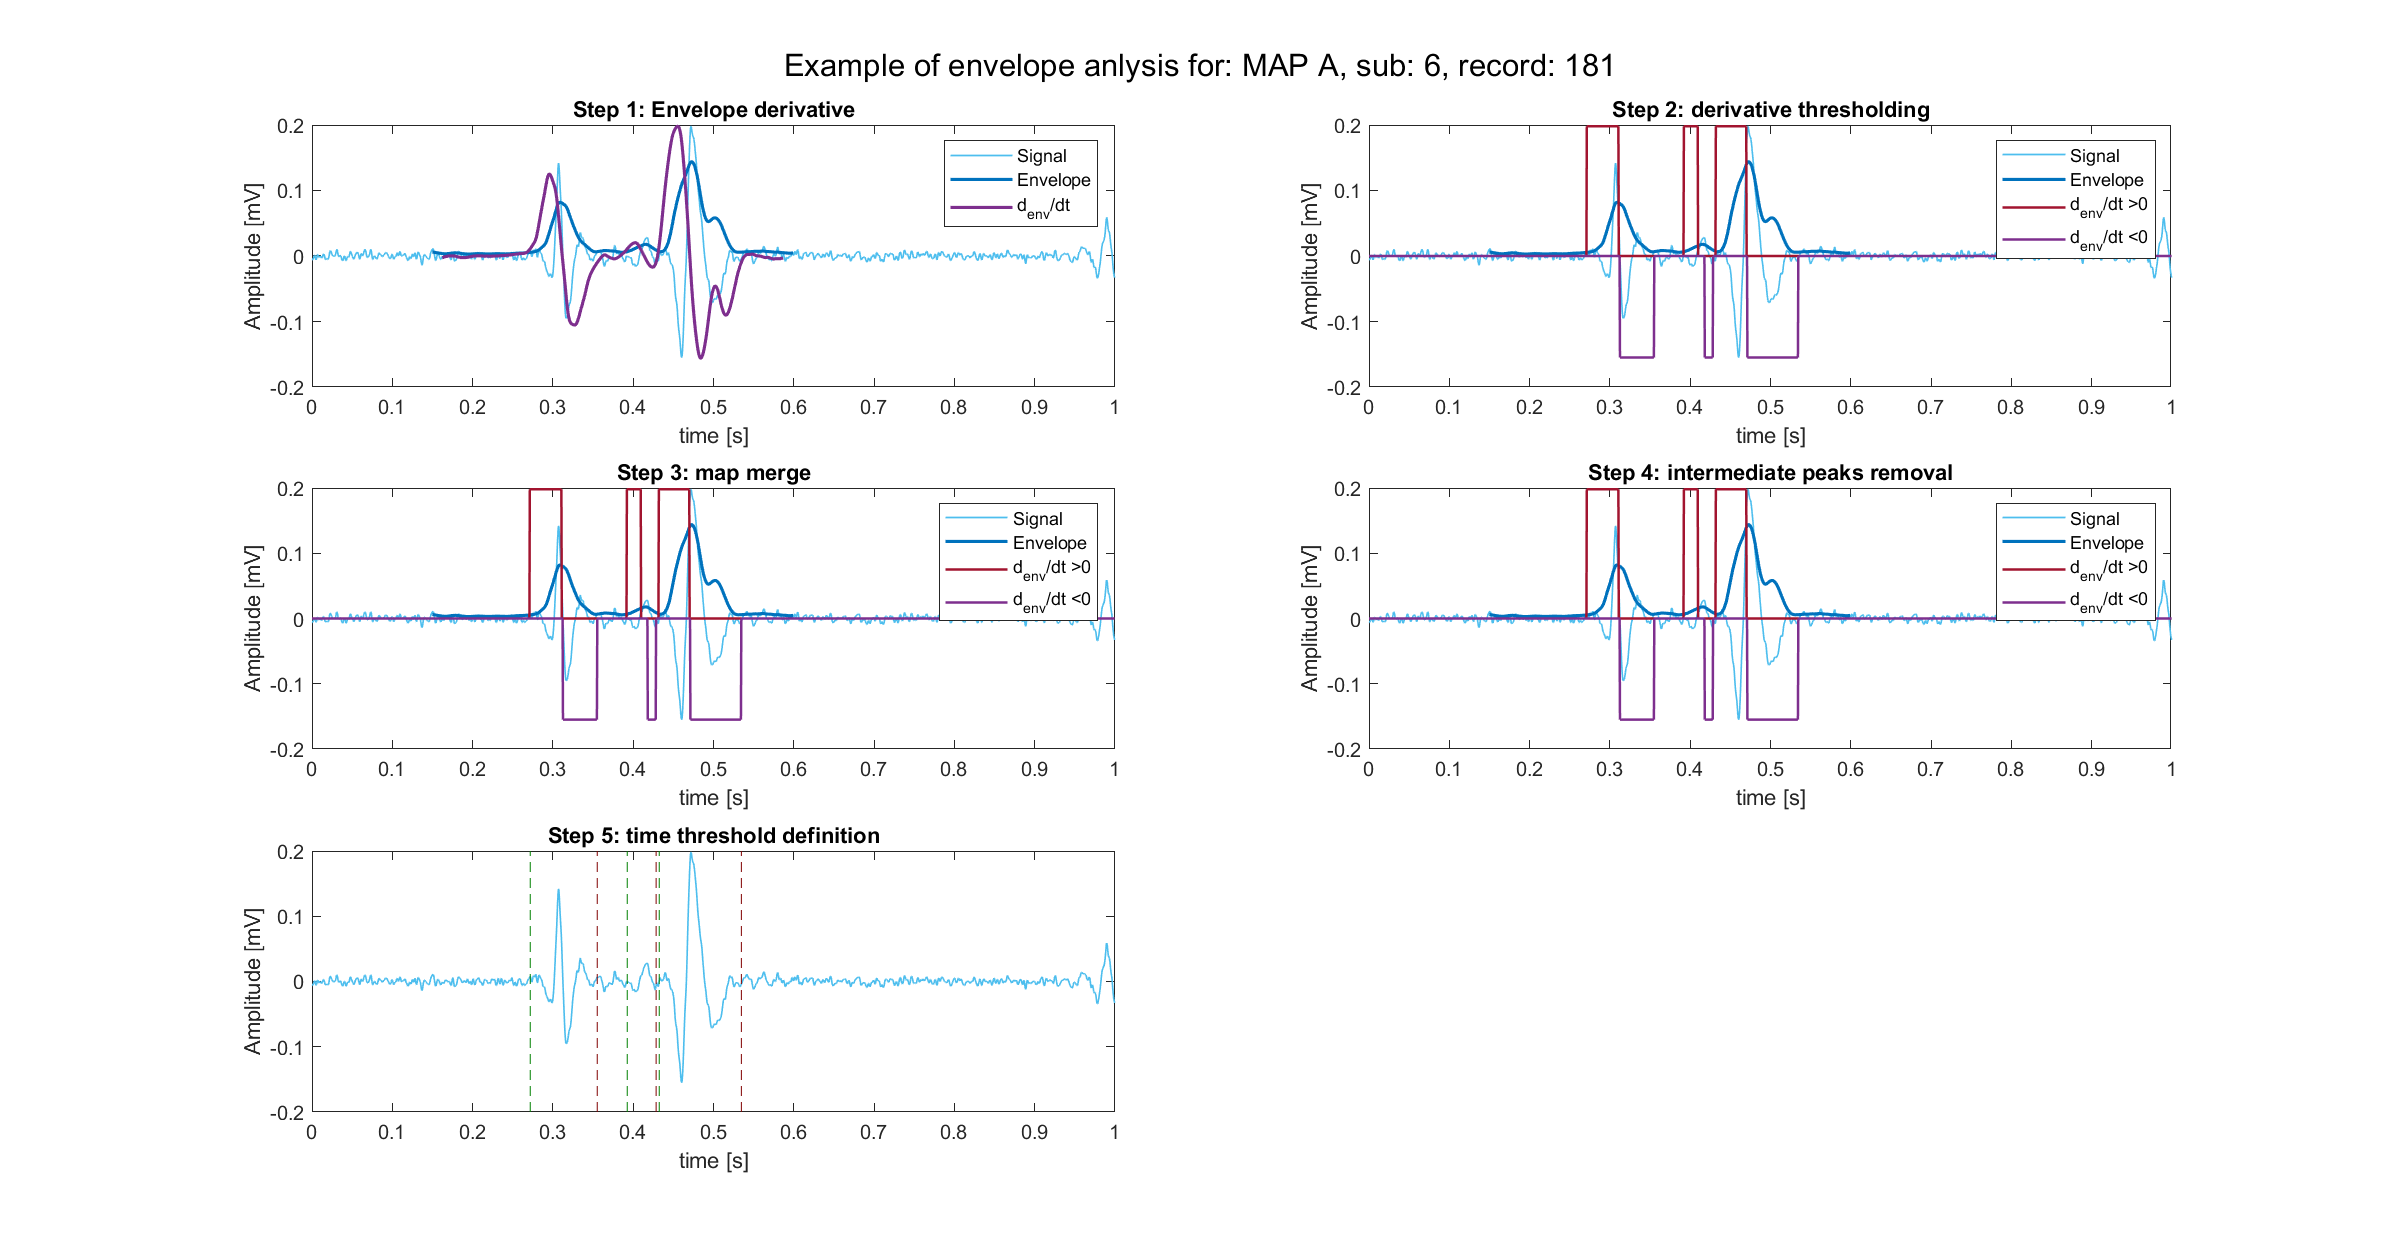 Example of envelope anlysis for: MAP A, sub: 6, record: 181
Step 1: Envelope derivative
0.2
0.1
0
-0.1
-0.2
Amplitude [mV]
0 0.1 0.2 0.3 0.4 0.5 0.6 0.7 0.8 0.9 1
time [s]
Signal
Envelope
d_env/dt
Step 2: derivative thresholding
0.2
0.1
0
-0.1
-0.2
Amplitude [mV]
0 0.1 0.2 0.3 0.4 0.5 0.6 0.7 0.8 0.9 1
time [s]
Signal
Envelope
d_env/dt >0
d_env/dt <0
Step 3: map merge
0.2
0.1
0
-0.1
-0.2
Amplitude [mV]
0 0.1 0.2 0.3 0.4 0.5 0.6 0.7 0.8 0.9 1
time [s]
Signal
Envelope
d_env/dt >0
d_env/dt <0
Step 4: intermediate peaks removal
0.2
0.1
0
-0.1
-0.2
Amplitude [mV]
0 0.1 0.2 0.3 0.4 0.5 0.6 0.7 0.8 0.9 1
time [s]
Signal
Envelope
d_env/dt >0
d_env/dt <0
Step 5: time threshold definition
0.2
0.1
0
-0.1
-0.2
Amplitude [mV]
0 0.1 0.2 0.3 0.4 0.5 0.6 0.7 0.8 0.9 1
time [s]